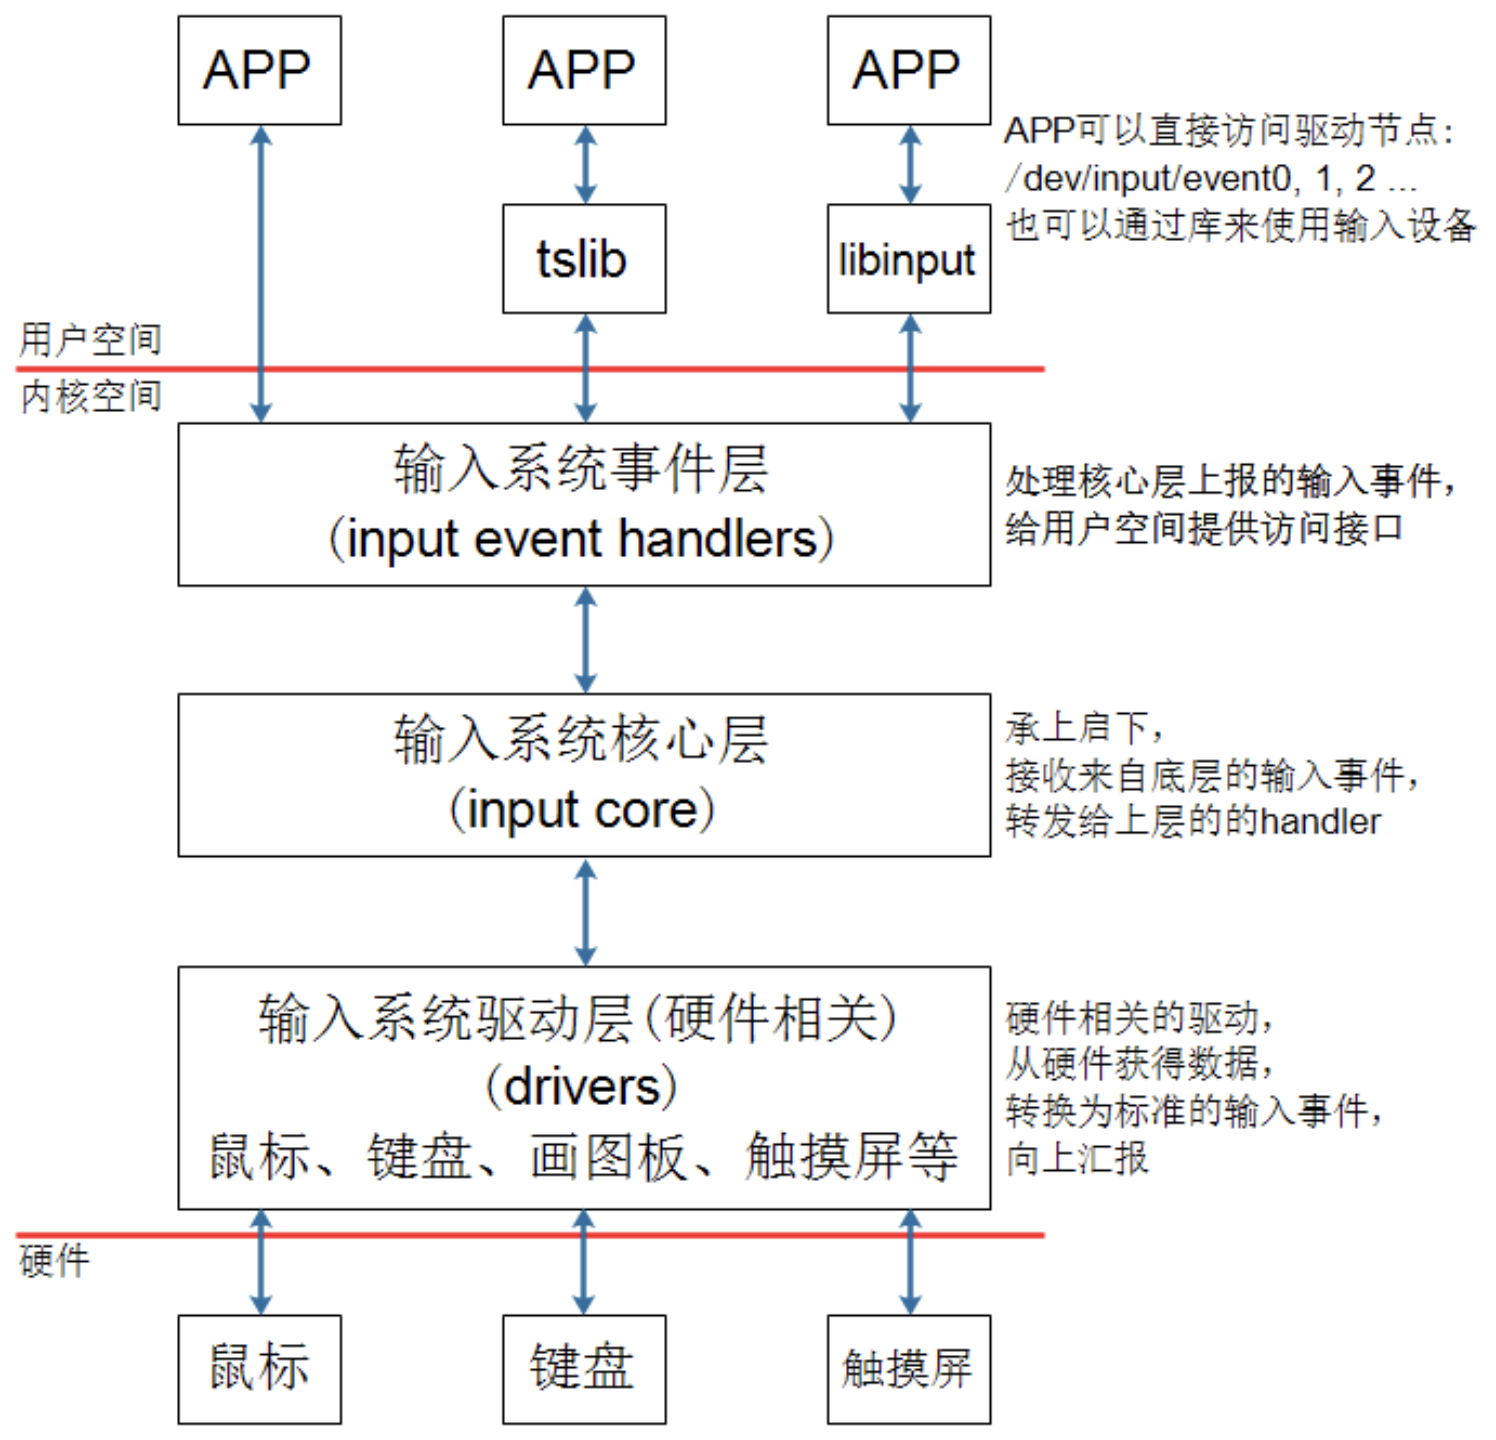 APP
APP
APP
APP可以直接访问驱动节点：
/dev/input/event0, 1, 2 ...
也可以通过库来使用输入设备
tslib
libinput
用户空间
内核空间
输入系统事件层
（input event handlers）
处理核心层上报的输入事件，
给用户空间提供访问接口
输入系统核心层
（input core）
承上启下，
接收来自底层的输入事件，
转发给上层的的handler
输入系统驱动层(硬件相关)
（drivers）
鼠标、键盘、画图板、触摸屏等
硬件相关的驱动，
从硬件获得数据，
转换为标准的输入事件，
向上汇报
硬件
鼠标
键盘
触摸屏